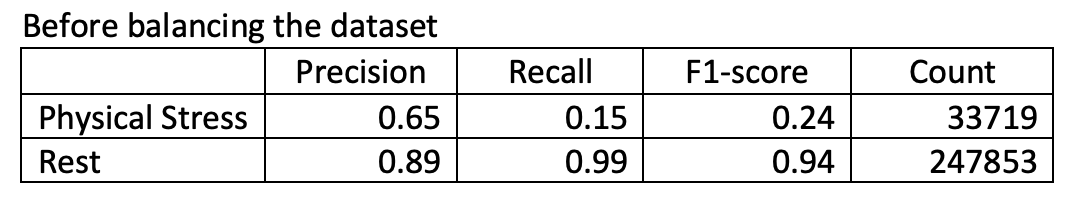 Before balancing the dataset
Precision Recall F1-score Count
Physical Stress 0.65 0.15 0.24 33719
Rest 0.89 0.99 0.94 247853